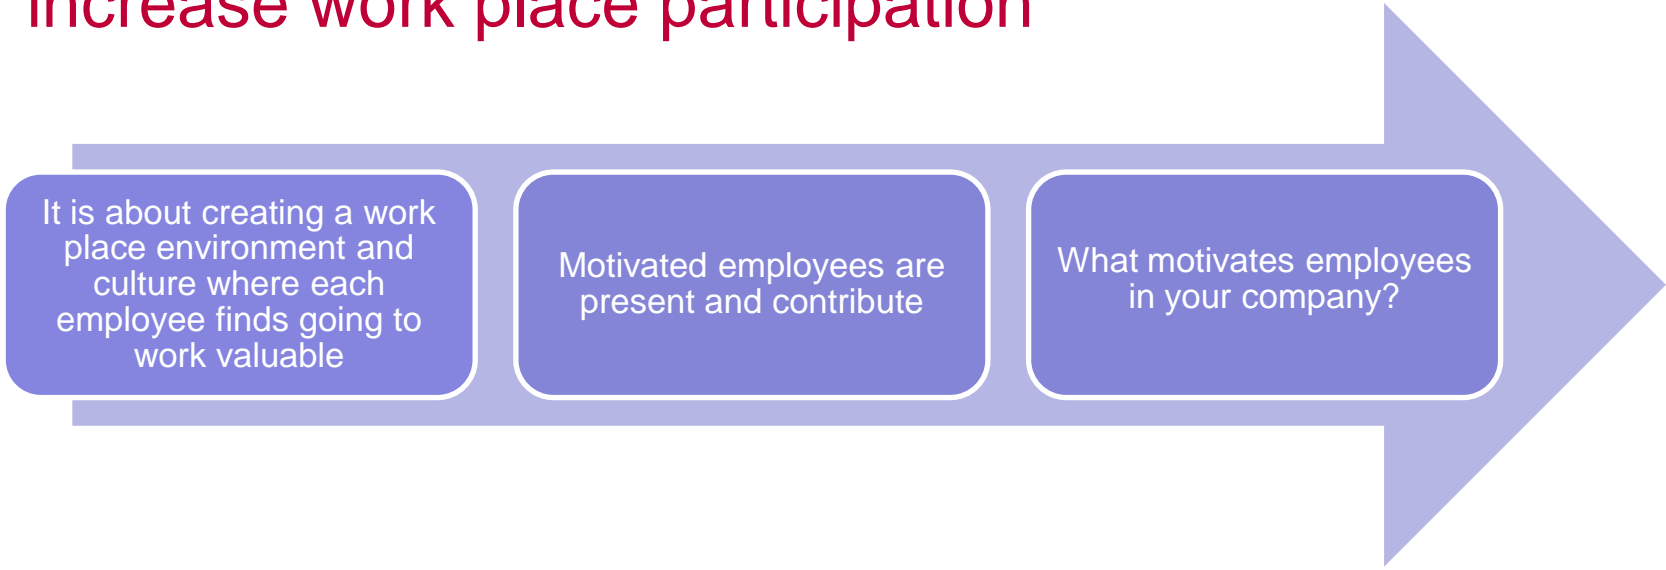 increase work place participation
It is about creating a work
place environment and
culture where each
employee finds going to
work valuable
Motivated employees are
present and contribute
What motivates employees
in your company?